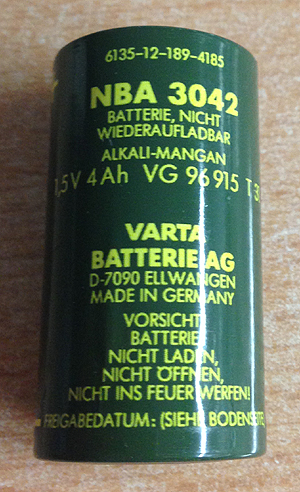 6135-12-189-4185
NBA 3042
BATTERIE, NICHT
WIEDERAUFLADBAR
ALKALI-MANGAN
1,5V 4Ah VG 96915 T 3
VARTA
BATTERIE AG
D-7090 ELLWANGEN
MADE IN GERMANY
VORSICHT
BATTERIE
NICHT LADEN,
NICHT ÖFFNEN,
NICHT INS FEUER WERFEN!
FREIGABEDATUM: (SIEHE BODENSEITE